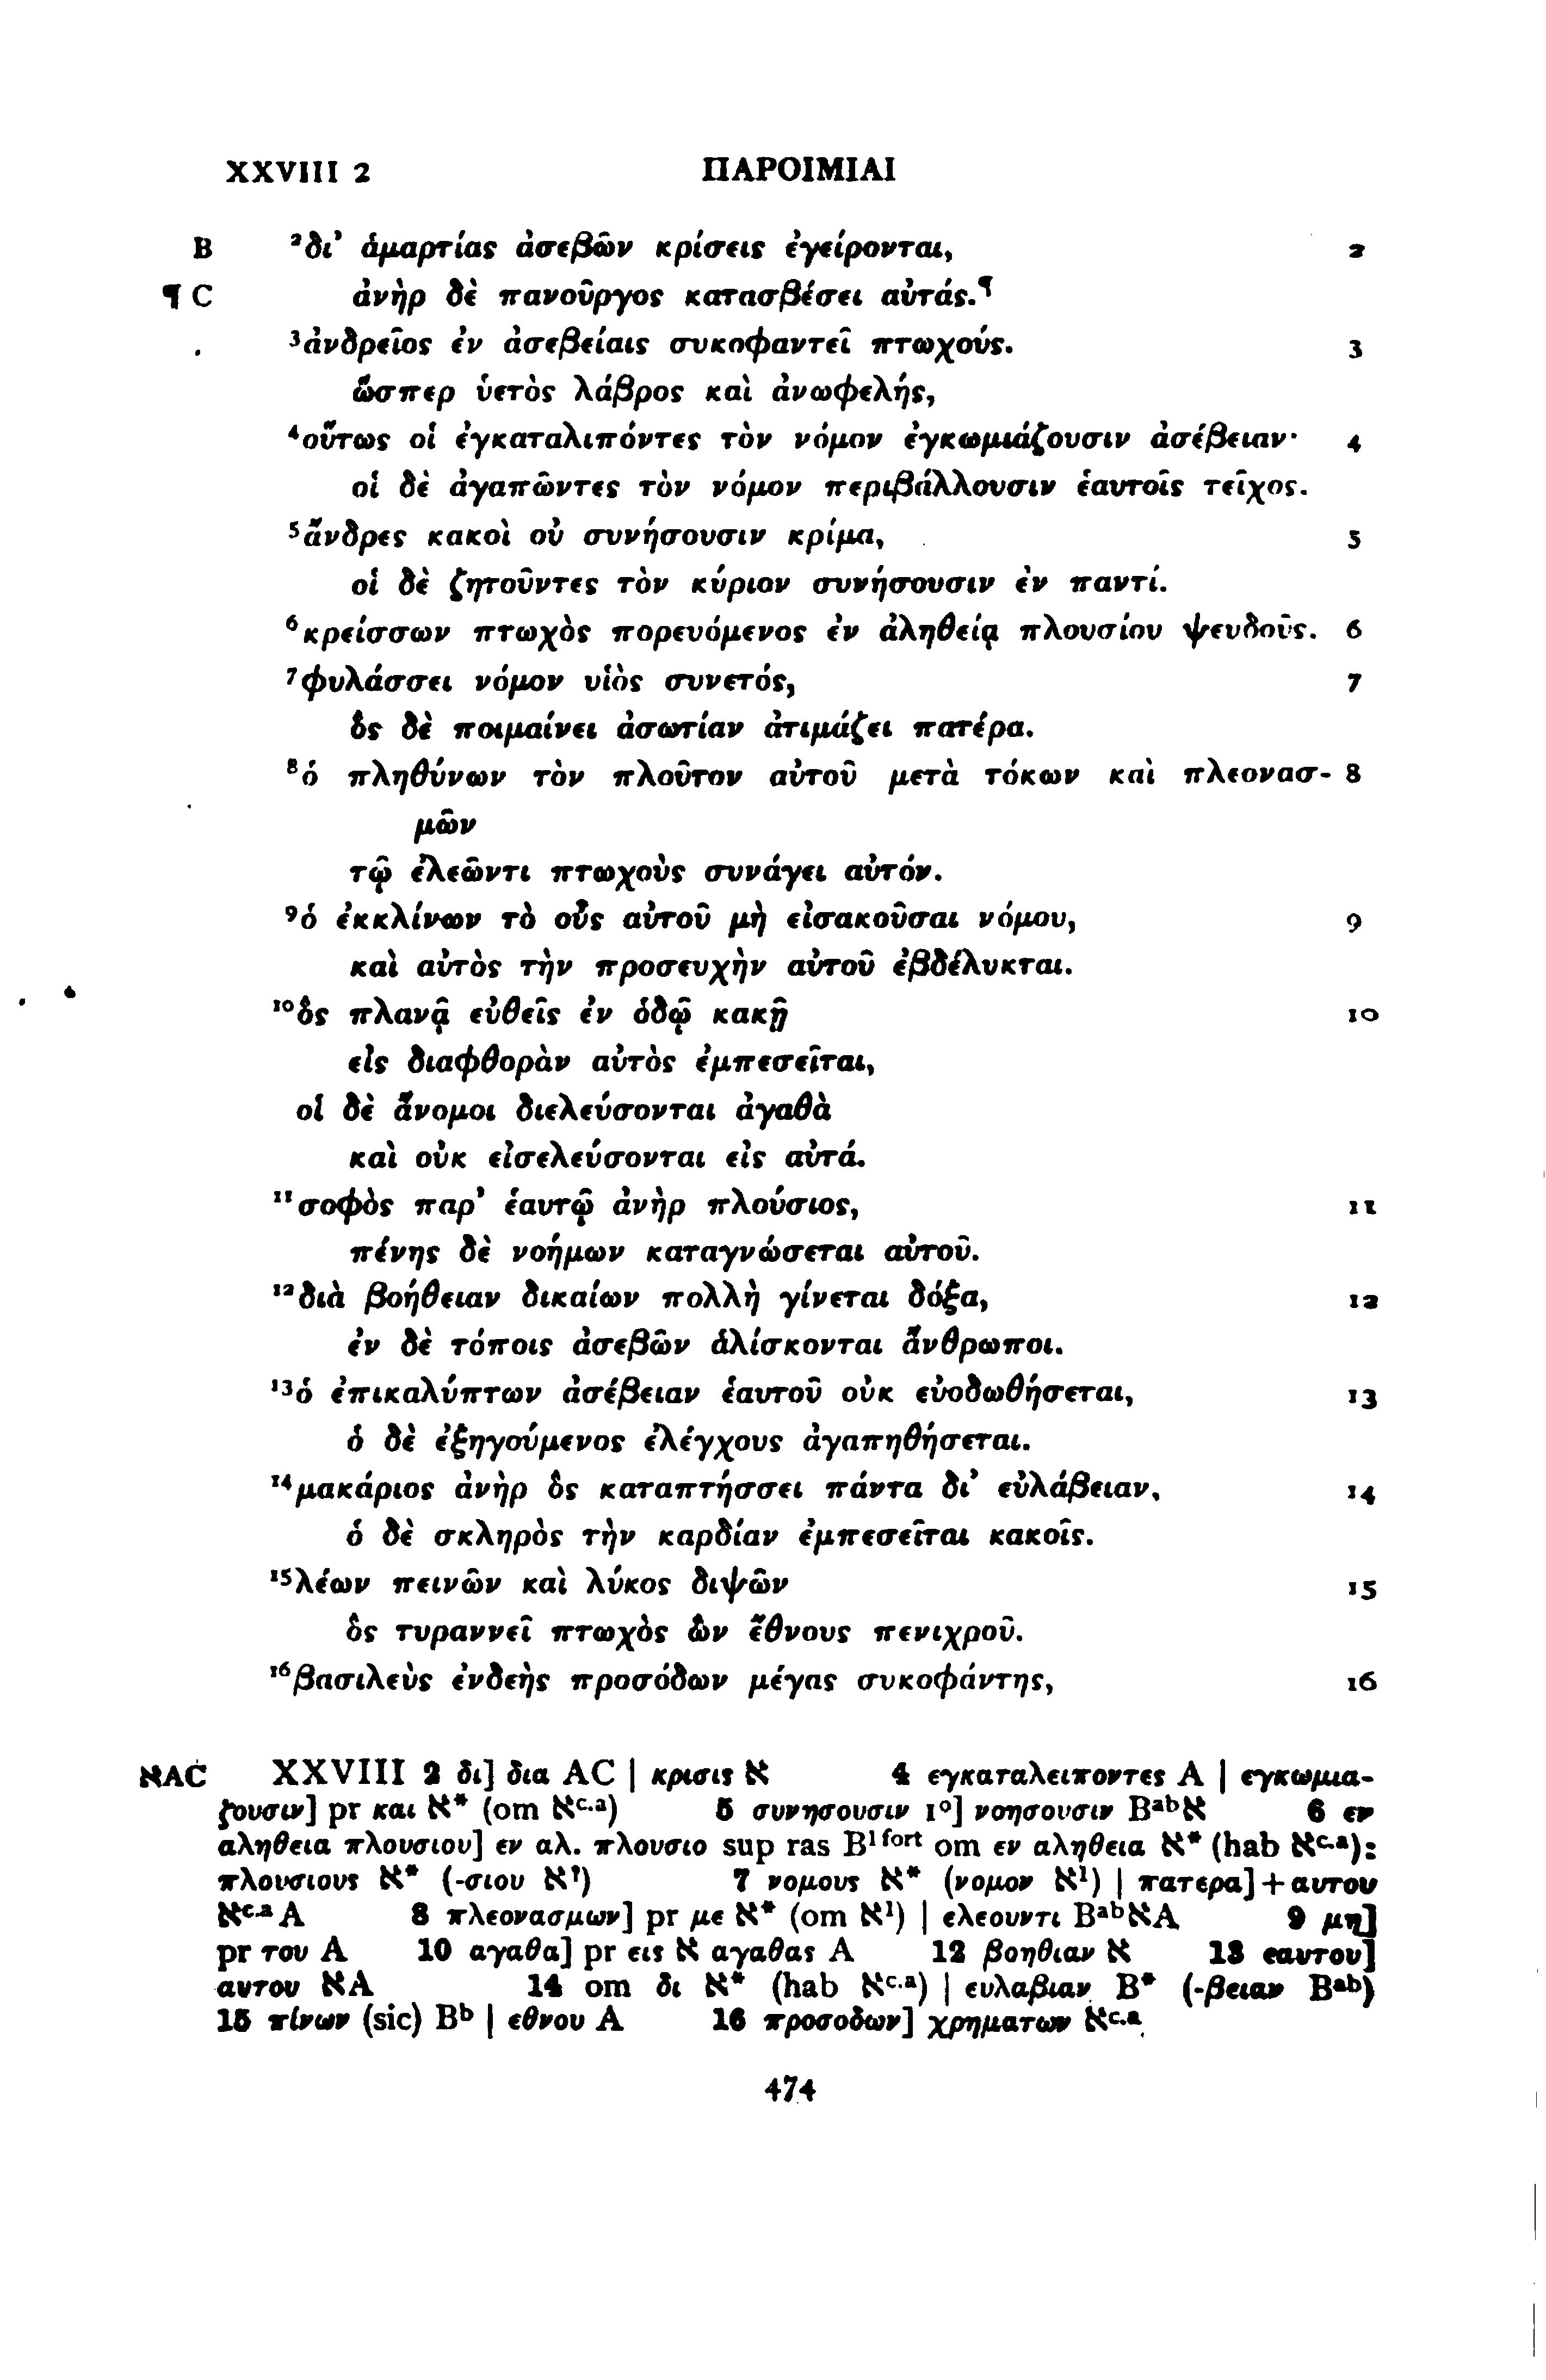 XXVIII 2 ΠΑΡΟΙΜΙΑΙ
B ²δι’ ἁμαρτίας ἀσεβῶν κρίσεις ἐγείρονται, 2
¶ C ἀνὴρ δὲ πανοῦργος κατασβέσει αὐτάς.¶
³ἀνδρεῖος ἐν ἀσεβείαις συκοφαντεῖ πτωχούς. 3
ὥσπερ ὑετὸς λάβρος καὶ ἀνωφελής,
⁴οὕτως οἱ ἐγκαταλιπόντες τὸν νόμον ἐγκωμιάζουσιν ἀσέβειαν· 4
οἱ δὲ ἀγαπῶντες τὸν νόμον περιβάλλουσιν ἑαυτοῖς τεῖχος.
⁵ἄνδρες κακοὶ οὐ συνήσουσιν κρίμα, 5
οἱ δὲ ζητοῦντες τὸν κύριον συνήσουσιν ἐν παντί.
⁶κρείσσων πτωχὸς πορευόμενος ἐν ἀληθείᾳ πλουσίου ψευδοῦς. 6
⁷φυλάσσει νόμον υἱὸς συνετός, 7
ὃς δὲ ποιμαίνει ἀσωτίαν ἀτιμάζει πατέρα.
⁸ὁ πληθύνων τὸν πλοῦτον αὐτοῦ μετὰ τόκων καὶ πλεονασ- 8
μῶν
τῷ ἐλεῶντι πτωχοὺς συνάγει αὐτόν.
⁹ὁ ἐκκλίνων τὸ οὖς αὐτοῦ μὴ εἰσακοῦσαι νόμου, 9
καὶ αὐτὸς τὴν προσευχὴν αὐτοῦ ἐβδέλυκται.
¹⁰ὃς πλανᾷ εὐθεῖς ἐν ὁδῷ κακῇ 10
εἰς διαφθορὰν αὐτὸς ἐμπεσεῖται,
οἱ δὲ ἄνομοι διελεύσονται ἀγαθὰ
καὶ οὐκ εἰσελεύσονται εἰς αὐτά.
¹¹σοφὸς παρ’ ἑαυτῷ ἀνὴρ πλούσιος, 11
πένης δὲ νοήμων καταγνώσεται αὐτοῦ.
¹²διὰ βοήθειαν δικαίων πολλὴ γίνεται δόξα, 12
ἐν δὲ τόποις ἀσεβῶν ἁλίσκονται ἄνθρωποι.
¹³ὁ ἐπικαλύπτων ἀσέβειαν ἑαυτοῦ οὐκ εὐοδωθήσεται, 13
ὁ δὲ ἐξηγούμενος ἐλέγχους ἀγαπηθήσεται.
¹⁴μακάριος ἀνὴρ ὃς καταπτήσσει πάντα δι’ εὐλάβειαν, 14
ὁ δὲ σκληρὸς τὴν καρδίαν ἐμπεσεῖται κακοῖς.
¹⁵λέων πεινῶν καὶ λύκος διψῶν 15
ὃς τυραννεῖ πτωχὸς ὢν ἔθνους πενιχροῦ.
¹⁶βασιλεὺς ἐνδεὴς προσόδων μέγας συκοφάντης, 16
ℵAC XXVIII 2 δι] δια AC | κρισις ℵ 4 εγκαταλειποντες A | εγκωμια-
ζουσιν] pr και ℵ* (om ℵᶜ·ᵃ) 5 συνησουσιν 1°] νοησουσιν Bᵃᵇℵ 6 εν
αληθεια πλουσιου] εν αλ. πλουσιο sup ras B¹ᶠᵒʳᵗ om εν αληθεια ℵ* (hab ℵᶜ·ᵃ):
πλουσιους ℵ* (-σιου ℵ¹) 7 νομους ℵ* (νομον ℵ¹) | πατερα]+αυτου
ℵᶜ·ᵃ A 8 πλεονασμων] pr με ℵ* (om ℵ¹) | ελεουντι BᵃᵇℵA 9 μη]
pr του A 10 αγαθα] pr εις ℵ αγαθας A 12 βοηθιαν ℵ 13 εαυτου]
αυτου ℵA 14 om δι ℵ* (hab ℵᶜ·ᵃ) | ευλαβιαν B* (-βειαν Bᵃᵇ)
15 πίνων (sic) Bᵇ | εθνου A 16 προσοδων] χρηματων ℵᶜ·ᵃ
474